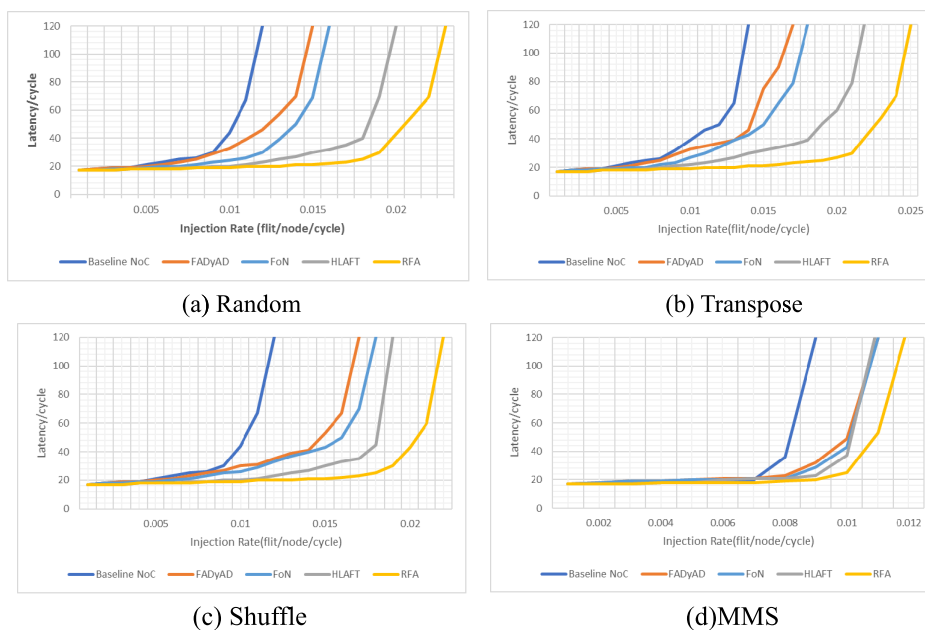 120
100
80
60
40
20
0
Latency/cycle
0.005 0.01 0.015 0.02
Injection Rate (flit/node/cycle)
Baseline NoC FADyAD FoN HLAFT RFA
(a) Random
120
100
80
60
40
20
0
Latency/cycle
0.005 0.01 0.015 0.02 0.025
Injection Rate(flit/node/cycle)
Baseline NoC FADyAD FoN HLAFT RFA
(b) Transpose
120
100
80
60
40
20
0
Latency/cycle
0.005 0.01 0.015 0.02
Injection Rate(flit/node/cycle)
Baseline NoC FADyAD FoN HLAFT RFA
(c) Shuffle
120
100
80
60
40
20
0
Latency/cycle
0.002 0.004 0.006 0.008 0.01 0.012
Injection Rate(flit/node/cycle)
Baseline NoC FADyAD FoN HLAFT RFA
(d)MMS